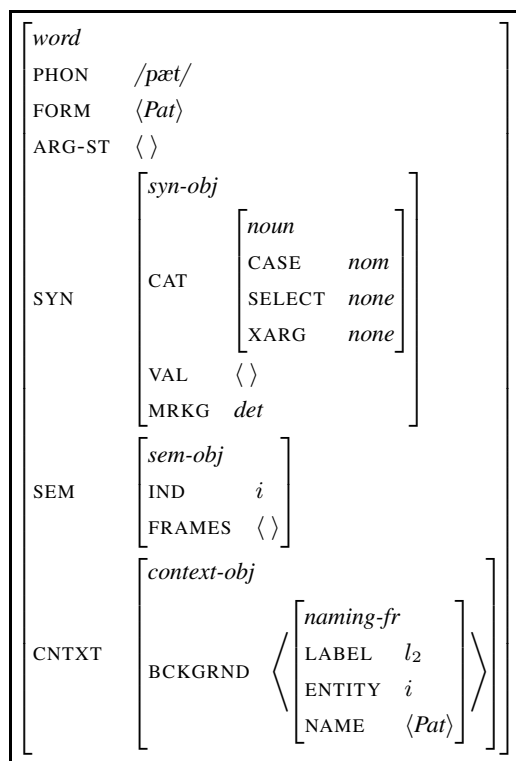 word
PHON /pæt/
FORM ⟨Pat⟩
ARG-ST ⟨ ⟩
syn-obj
noun
CASE nom
CAT
SELECT none
SYN
XARG none
VAL ⟨ ⟩
MRKG det
sem-obj
SEM IND i
FRAMES ⟨ ⟩
context-obj
naming-fr
LABEL l₂
CNTXT BCKGRND
ENTITY i
NAME ⟨Pat⟩